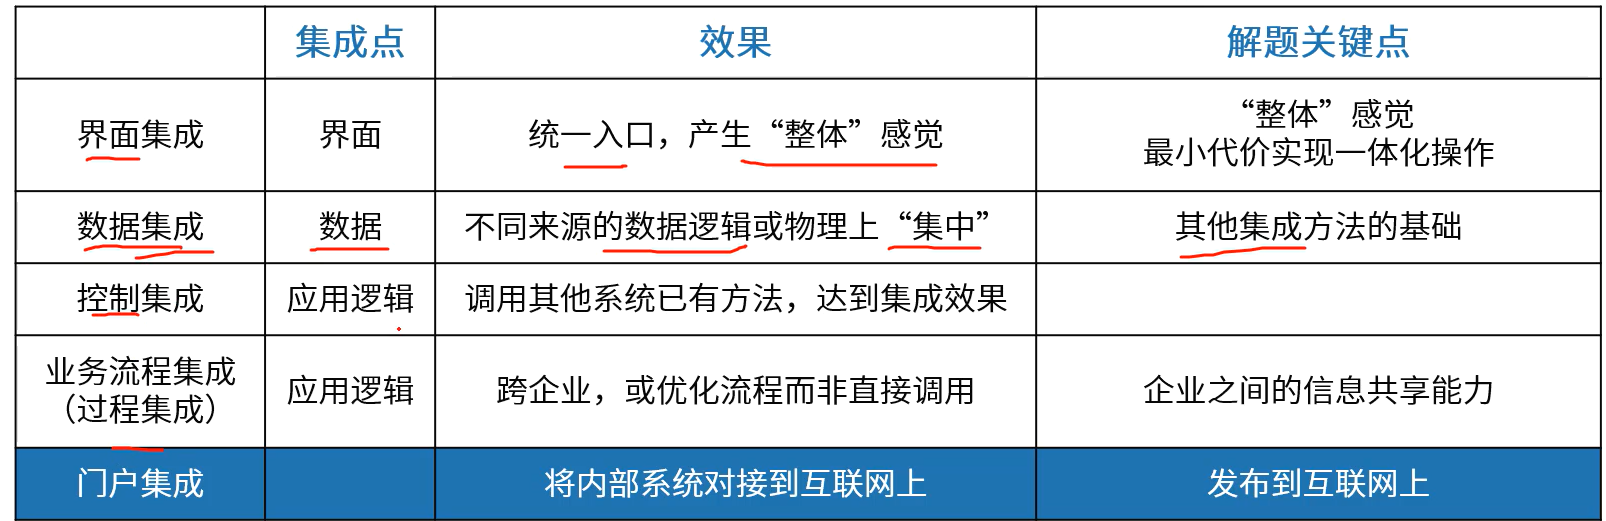 集成点 效果 解题关键点
界面集成 界面 统一入口，产生“整体”感觉 “整体”感觉
最小代价实现一体化操作
数据集成 数据 不同来源的数据逻辑或物理上“集中” 其他集成方法的基础
控制集成 应用逻辑 调用其他系统已有方法，达到集成效果
业务流程集成
（过程集成） 应用逻辑 跨企业，或优化流程而非直接调用 企业之间的信息共享能力
门户集成 将内部系统对接到互联网上 发布到互联网上